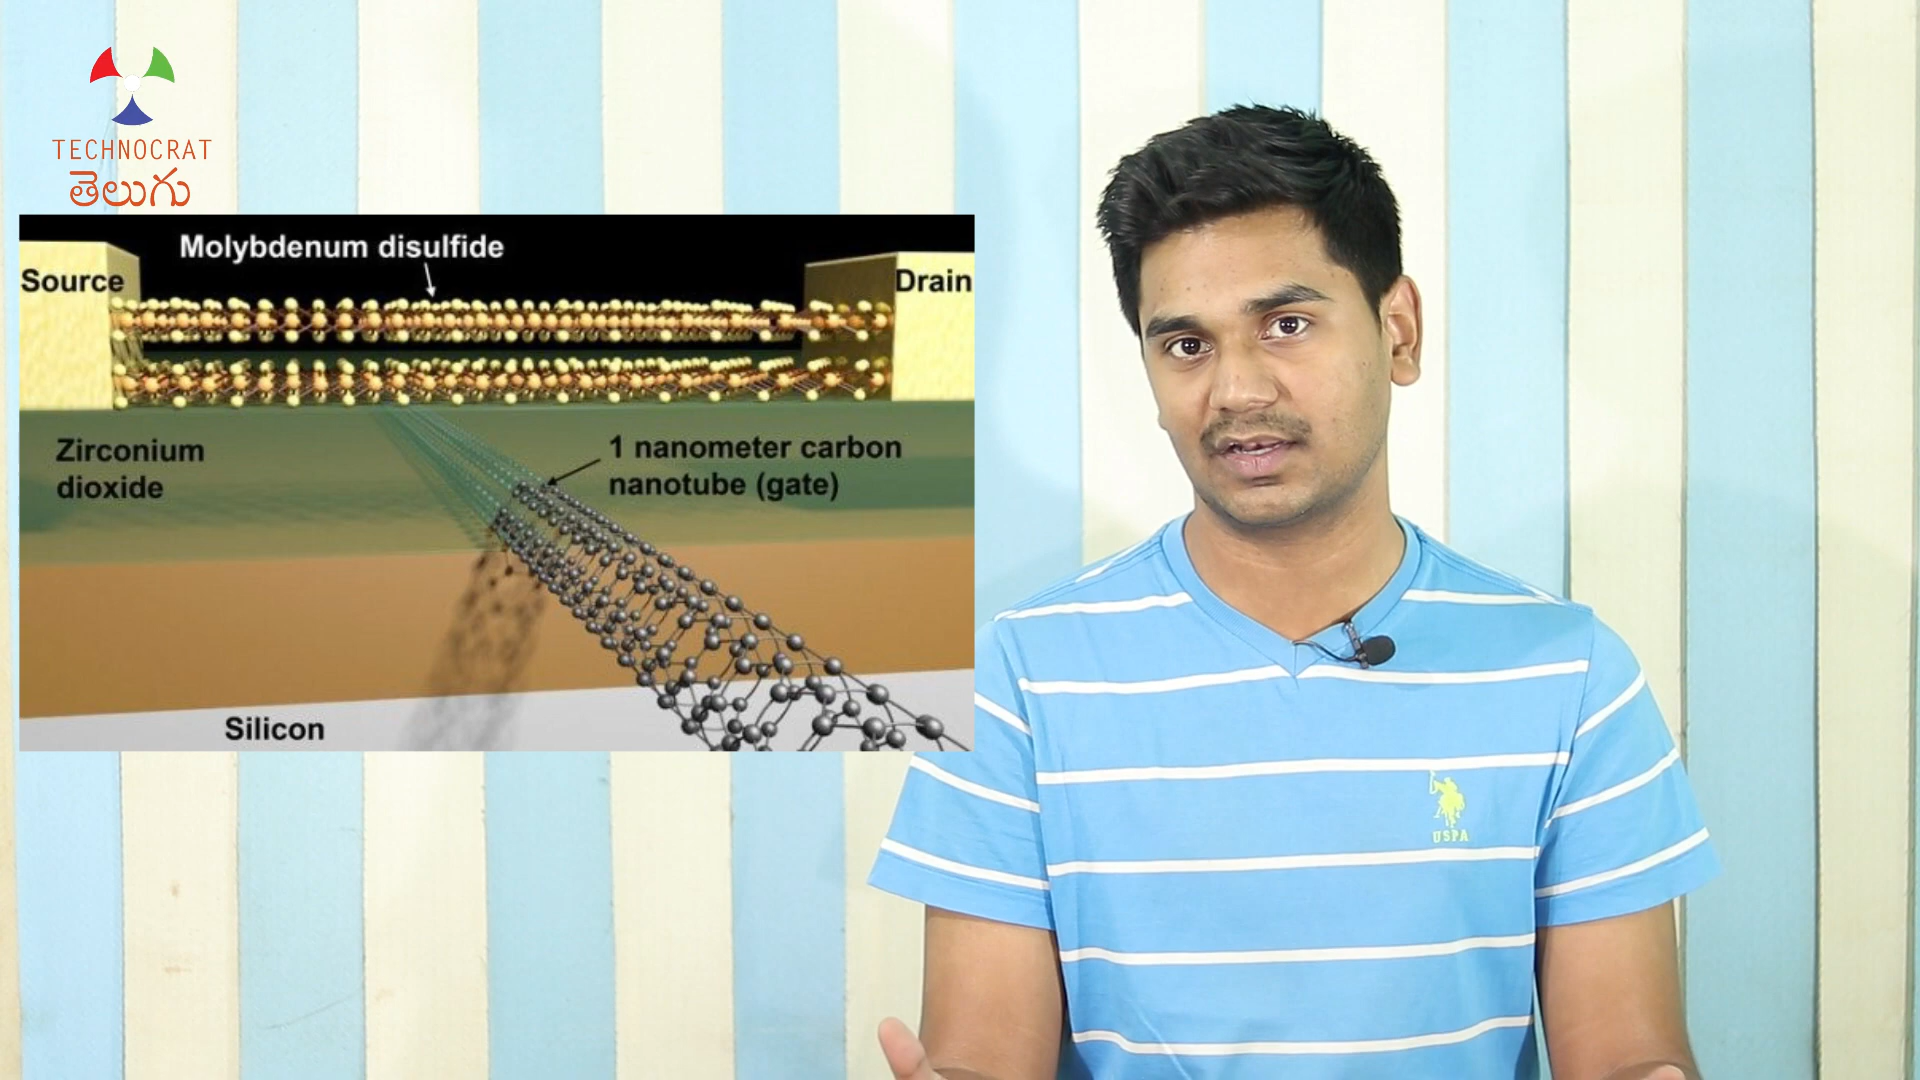 TECHNOCRAT
తెలుగు
Molybdenum disulfide
Source
Drain
Zirconium
dioxide
1 nanometer carbon
nanotube (gate)
Silicon
USPA